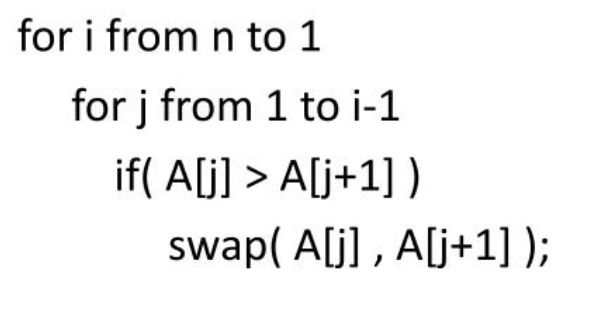 for i from n to 1
for j from 1 to i-1
if( A[j] > A[j+1] )
swap( A[j] , A[j+1] );